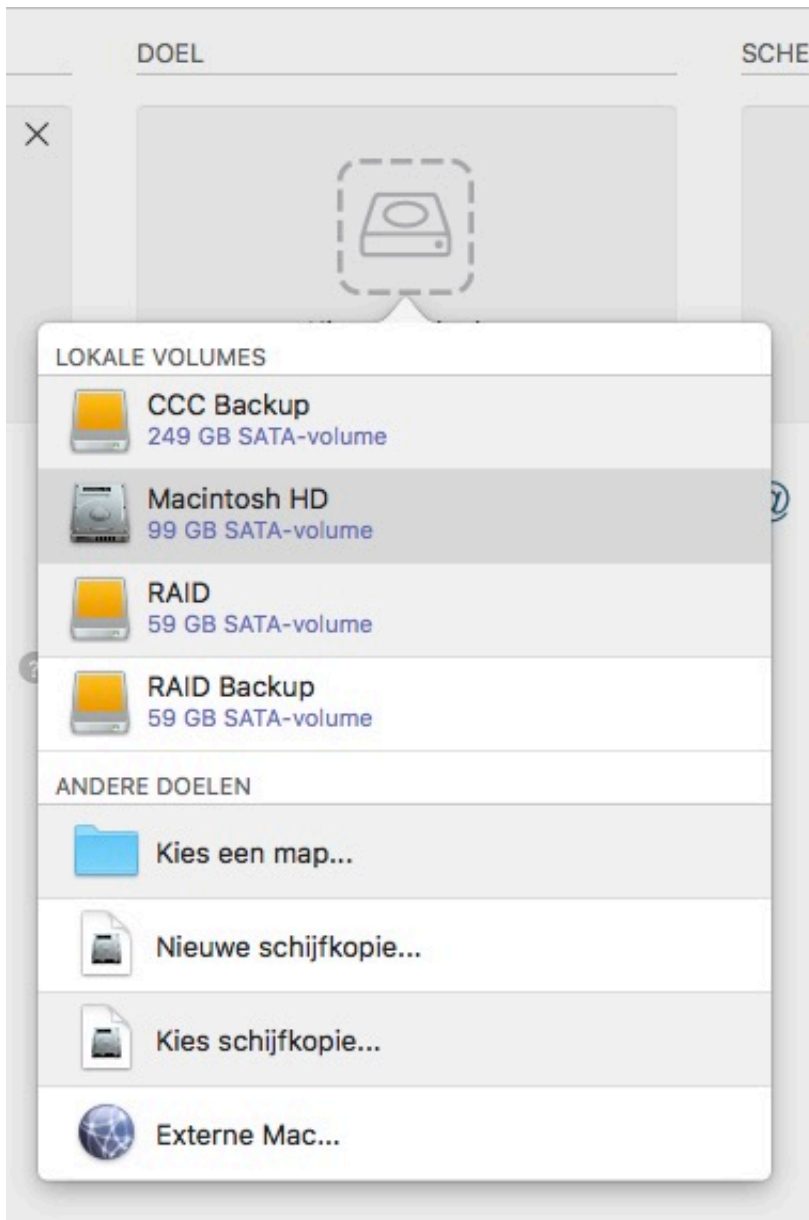 DOEL
SCHE
LOKALE VOLUMES
CCC Backup
249 GB SATA-volume
Macintosh HD
99 GB SATA-volume
RAID
59 GB SATA-volume
RAID Backup
59 GB SATA-volume
ANDERE DOELEN
Kies een map...
Nieuwe schijfkopie...
Kies schijfkopie...
Externe Mac...